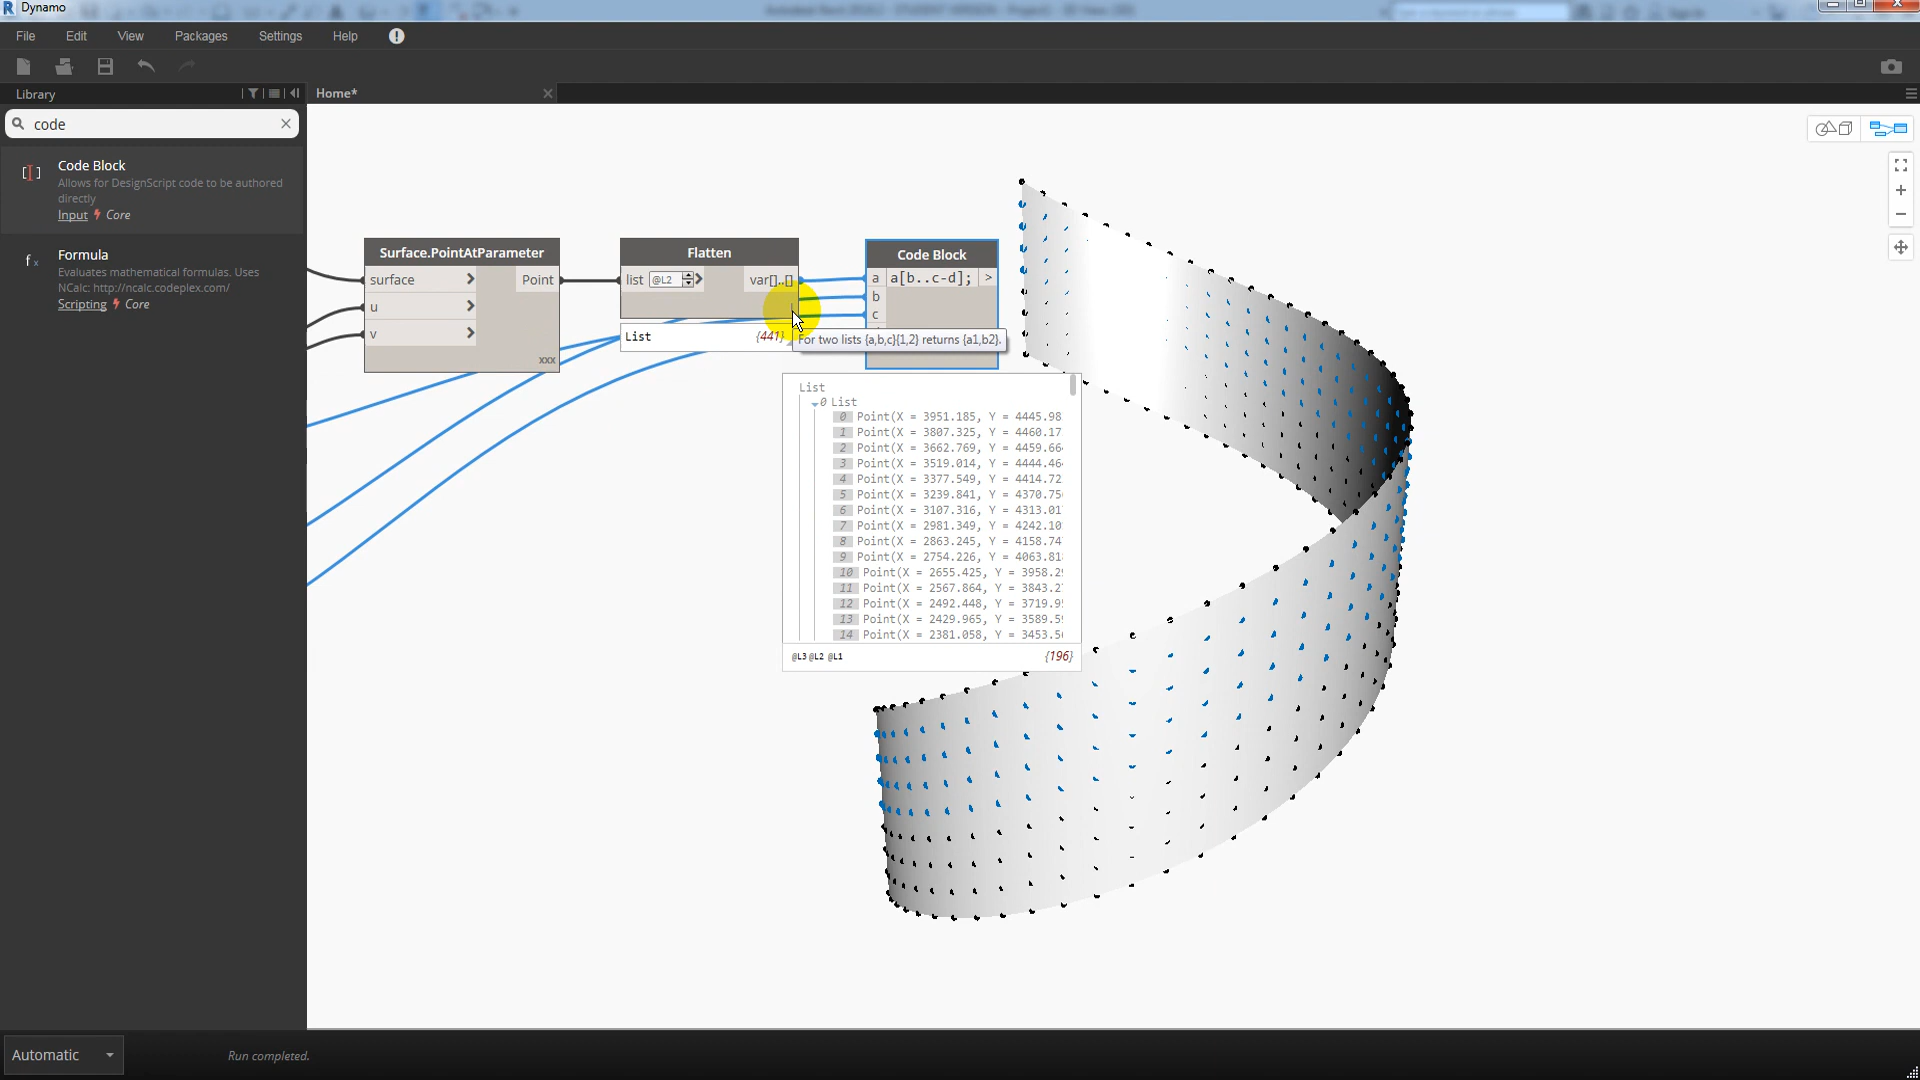 Dynamo
File Edit View Packages Settings Help
Library
Home*
code
Code Block
Allows for DesignScript code to be authored
directly
Input Core
Formula
Evaluates mathematical formulas. Uses
NCalc: http://ncalc.codeplex.com/
Scripting Core
Surface.PointAtParameter
surface
Point
u
v
xxx
Flatten
list @L2
var[]..[]
List
{441}
Code Block
a a[b..c-d]; >
b
c
For two lists {a,b,c}{1,2} returns {a1,b2}.
List
0 List
0 Point(X = 3951.185, Y = 4445.98
1 Point(X = 3807.325, Y = 4460.17
2 Point(X = 3662.769, Y = 4459.66
3 Point(X = 3519.014, Y = 4444.46
4 Point(X = 3377.549, Y = 4414.72
5 Point(X = 3239.841, Y = 4370.75
6 Point(X = 3107.316, Y = 4313.01
7 Point(X = 2981.349, Y = 4242.10
8 Point(X = 2863.245, Y = 4158.74
9 Point(X = 2754.226, Y = 4063.81
10 Point(X = 2655.425, Y = 3958.2
11 Point(X = 2567.864, Y = 3843.2
12 Point(X = 2492.448, Y = 3719.9
13 Point(X = 2429.965, Y = 3589.5
14 Point(X = 2381.058, Y = 3453.5
@L3 @L2 @L1
{196}
Automatic
Run completed.